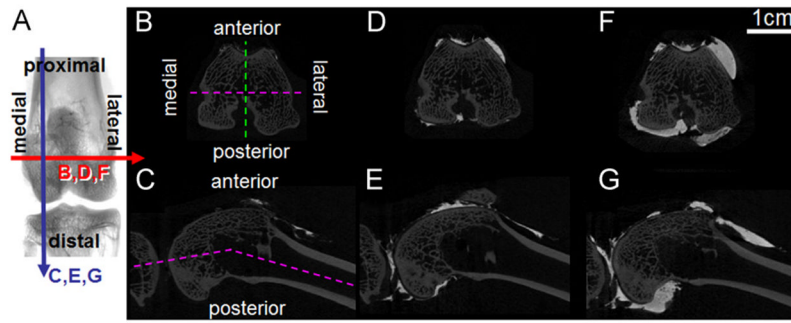 A
proximal
medial
lateral
B,D,F
distal
C,E,G
B
anterior
medial
lateral
posterior
C
anterior
posterior
D
E
F
1cm
G